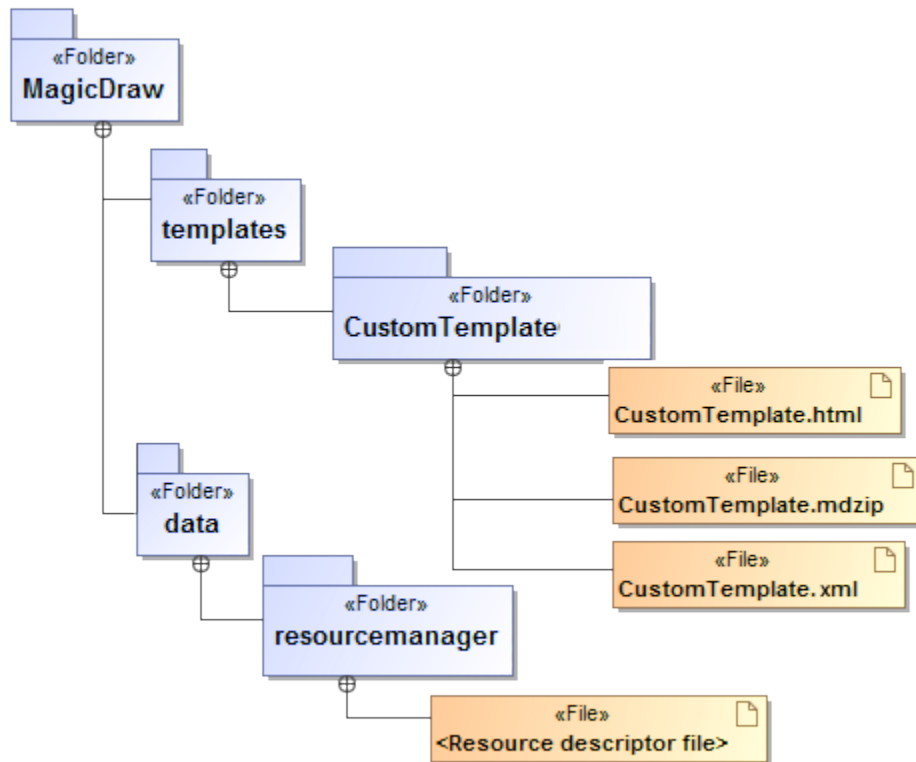 «Folder»
MagicDraw
«Folder»
templates
«Folder»
CustomTemplate
«File»
CustomTemplate.html
«File»
CustomTemplate.mdzip
«File»
CustomTemplate.xml
«Folder»
data
«Folder»
resourcemanager
«File»
<Resource descriptor file>